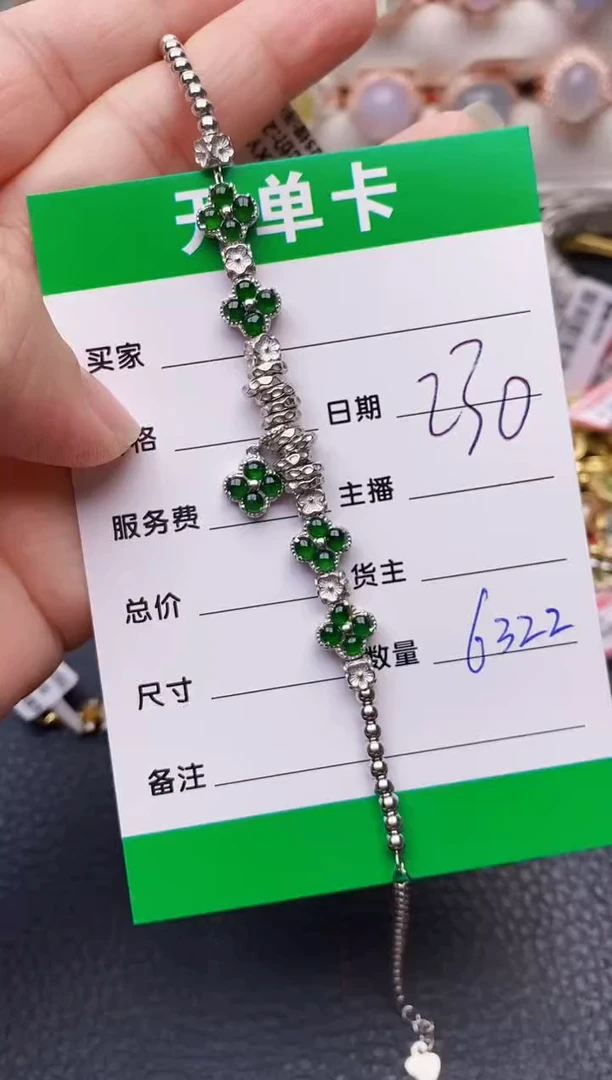 开单卡
买家
格 日期 230
服务费 主播
总价 货主
尺寸 数量 6322
备注